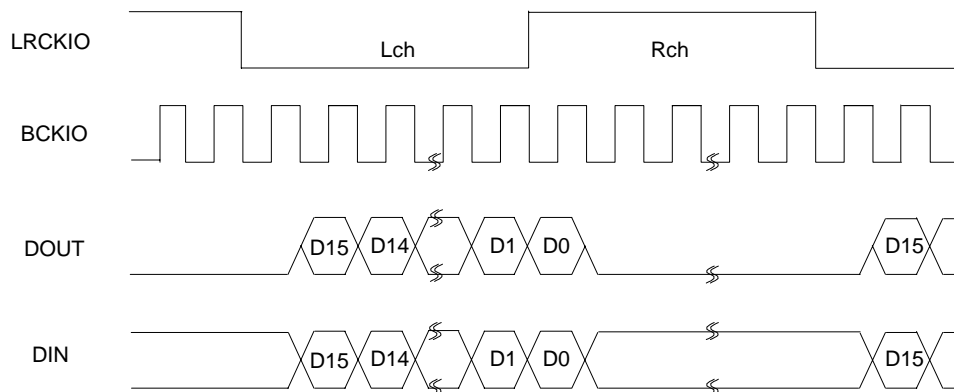 LRCKIO
Lch
Rch
BCKIO
DOUT
D15
D14
D1
D0
D15
DIN
D15
D14
D1
D0
D15